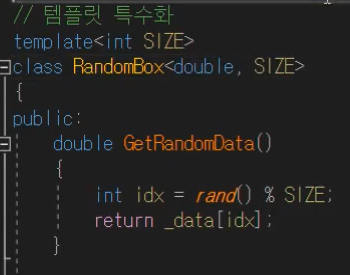 // 템플릿 특수화
template<int SIZE>
class RandomBox<double, SIZE>
{
public:
double GetRandomData()
{
int idx = rand() % SIZE;
return _data[idx];
}